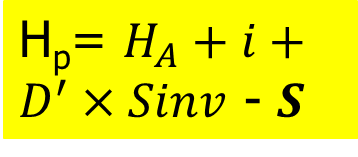 Hₚ= H_A + i +
D′ × Sinv - S